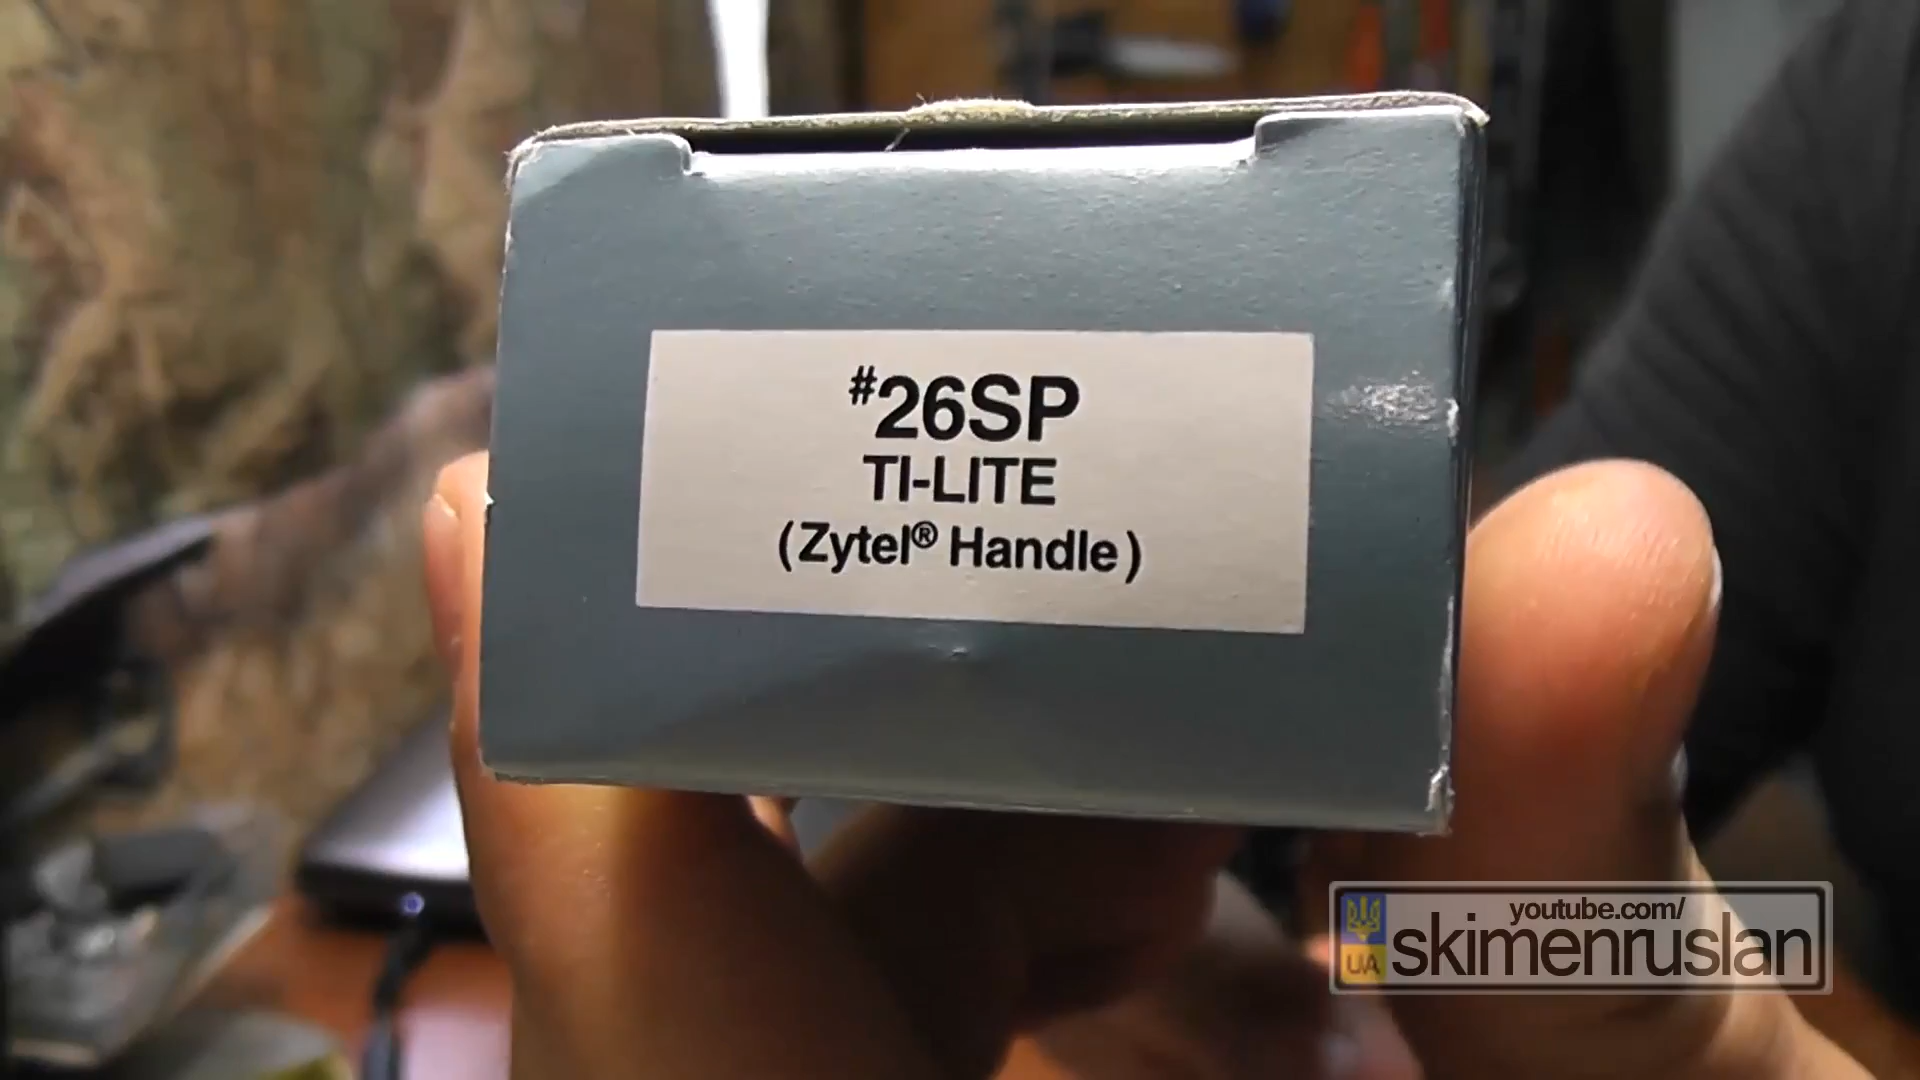 #26SP
TI-LITE
(Zytel® Handle)
youtube.com/
skimenruslan
UA